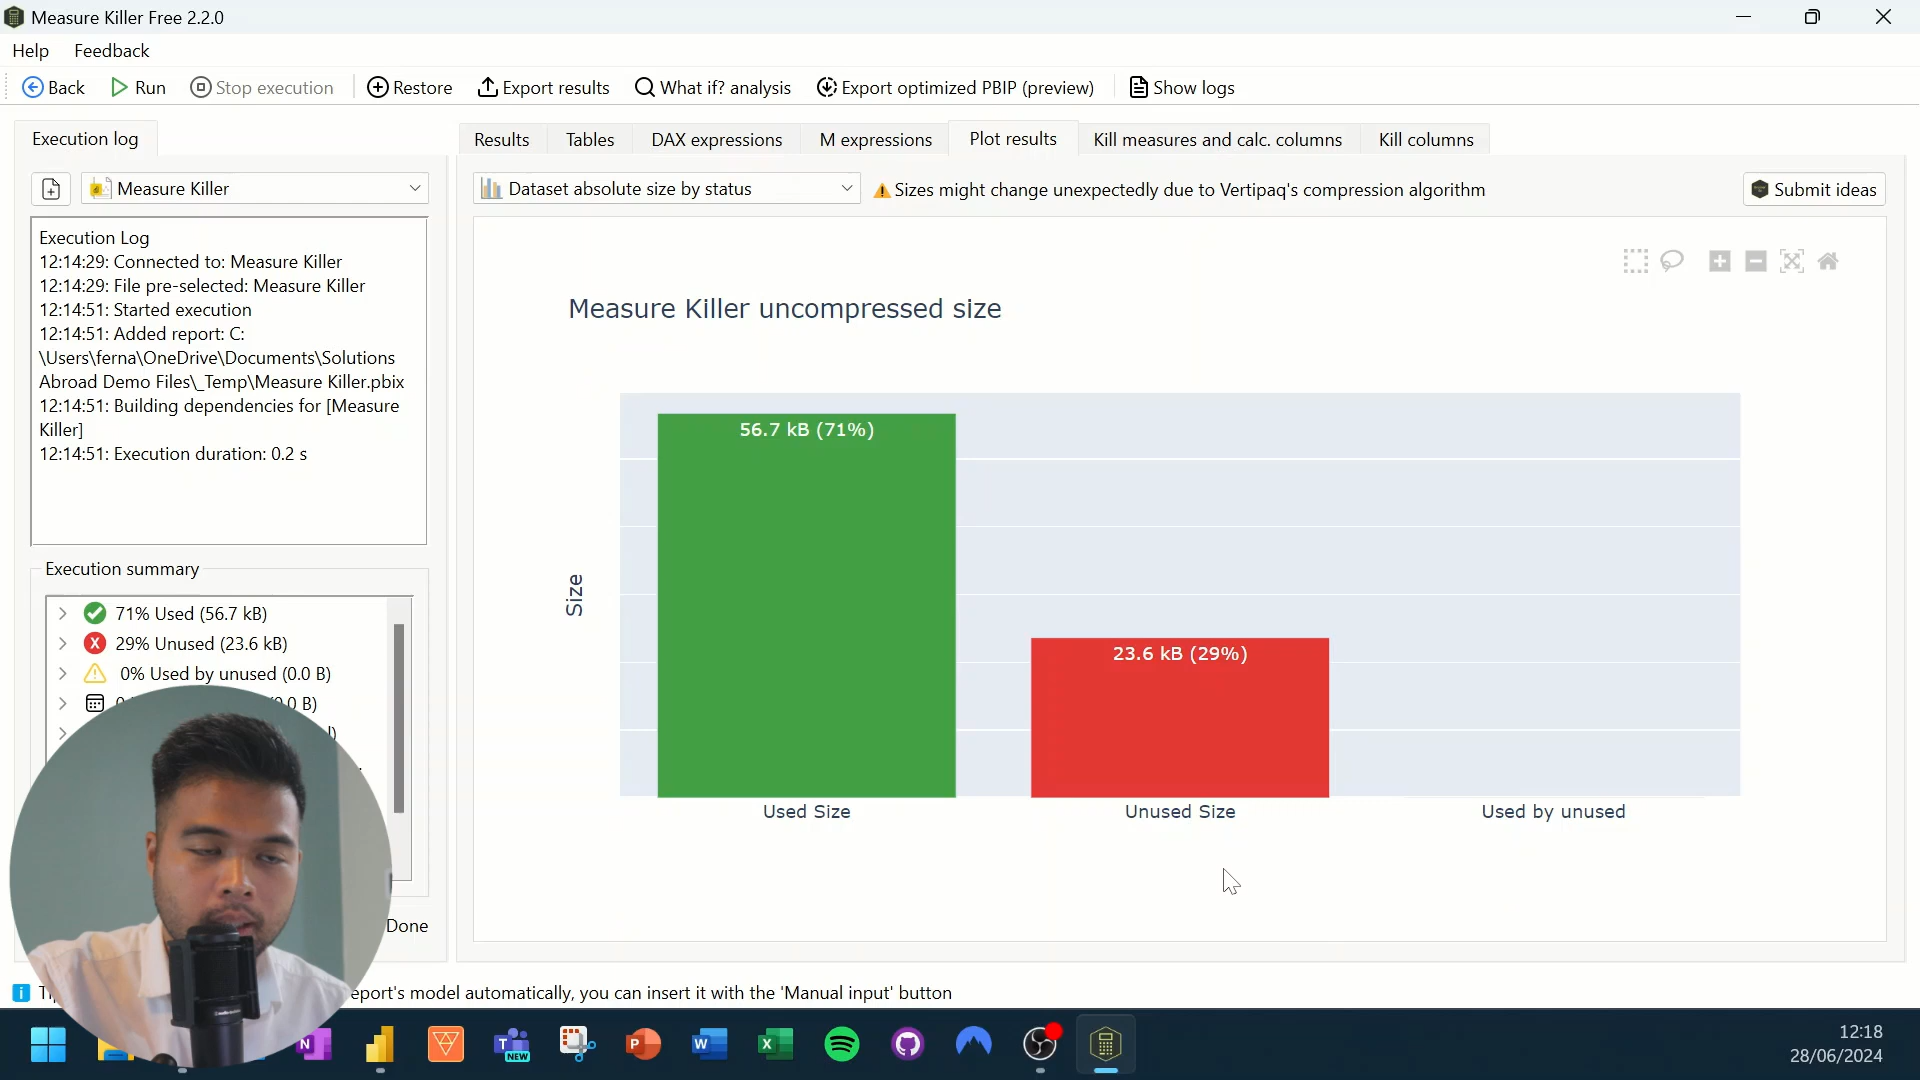 Measure Killer Free 2.2.0
Help Feedback
Back Run Stop execution Restore Export results What if? analysis Export optimized PBIP (preview) Show logs
Execution log
Results Tables DAX expressions M expressions Plot results Kill measures and calc. columns Kill columns
Measure Killer
Dataset absolute size by status
Sizes might change unexpectedly due to Vertipaq's compression algorithm
Submit ideas
Execution Log
12:14:29: Connected to: Measure Killer
12:14:29: File pre-selected: Measure Killer
12:14:51: Started execution
12:14:51: Added report: C:
\Users\ferna\OneDrive\Documents\Solutions
Abroad Demo Files\_Temp\Measure Killer.pbix
12:14:51: Building dependencies for [Measure
Killer]
12:14:51: Execution duration: 0.2 s
Execution summary
71% Used (56.7 kB)
29% Unused (23.6 kB)
0% Used by unused (0.0 B)
Done
Measure Killer uncompressed size
Size
56.7 kB (71%)
23.6 kB (29%)
Used Size
Unused Size
Used by unused
eport's model automatically, you can insert it with the 'Manual input' button
NEW
12:18
28/06/2024